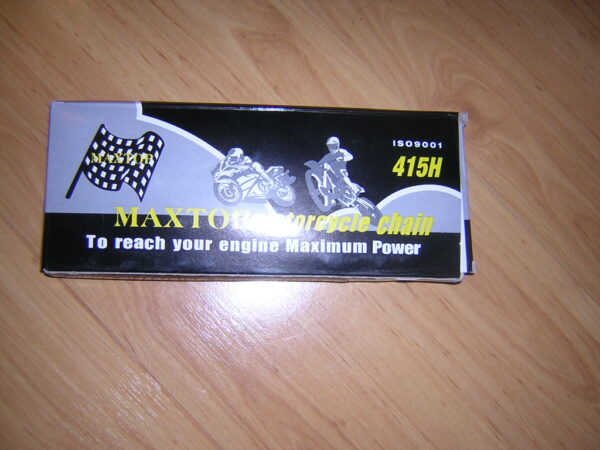 MAXTOR
ISO9001
415H
MAXTOR motorcycle chain
To reach your engine Maximum Power